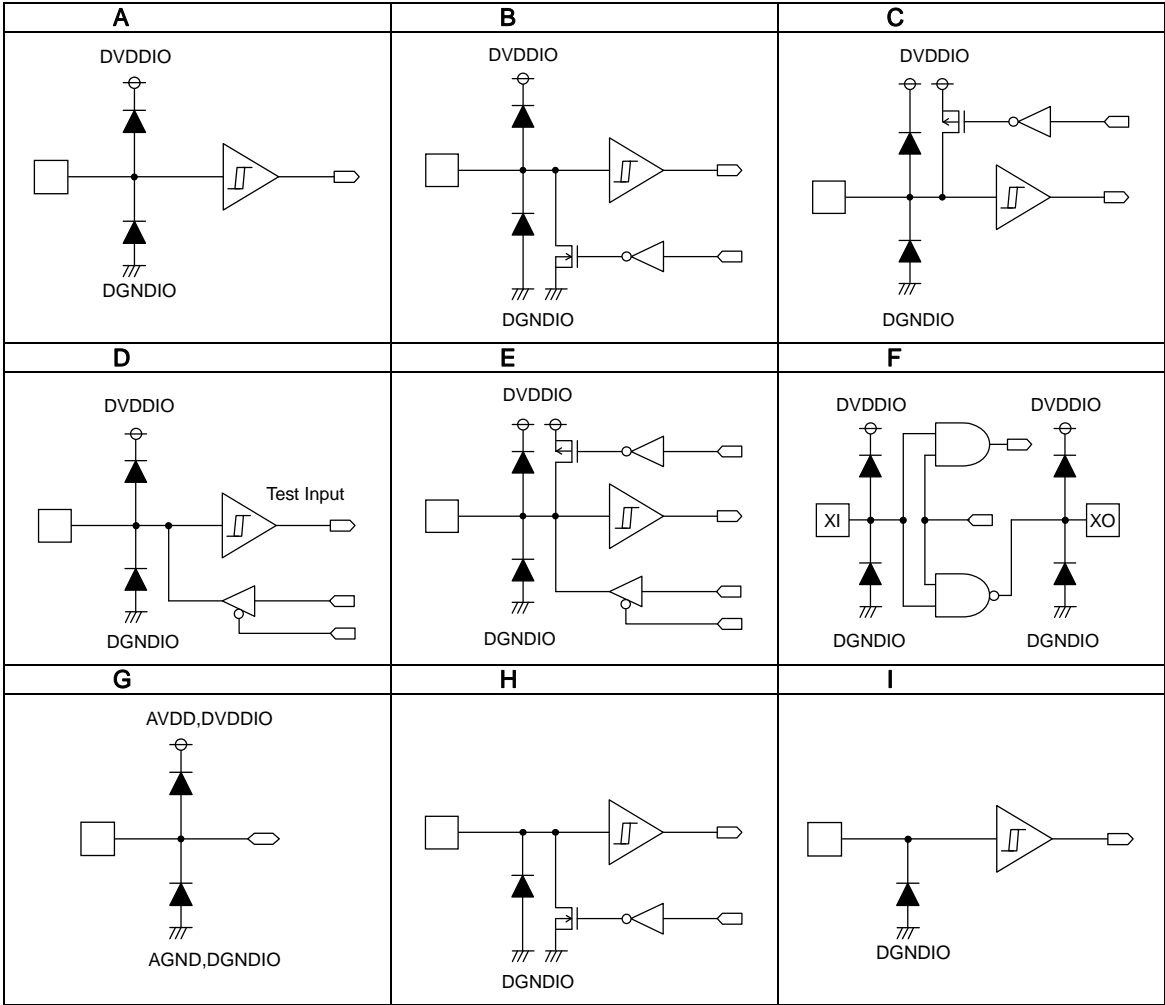 A
B
C
DVDDIO
DGNDIO
DVDDIO
DGNDIO
DVDDIO
DGNDIO
D
E
F
DVDDIO
Test Input
DGNDIO
DVDDIO
DGNDIO
DVDDIO
DVDDIO
XI
XO
DGNDIO
DGNDIO
G
H
I
AVDD,DVDDIO
AGND,DGNDIO
DGNDIO
DGNDIO